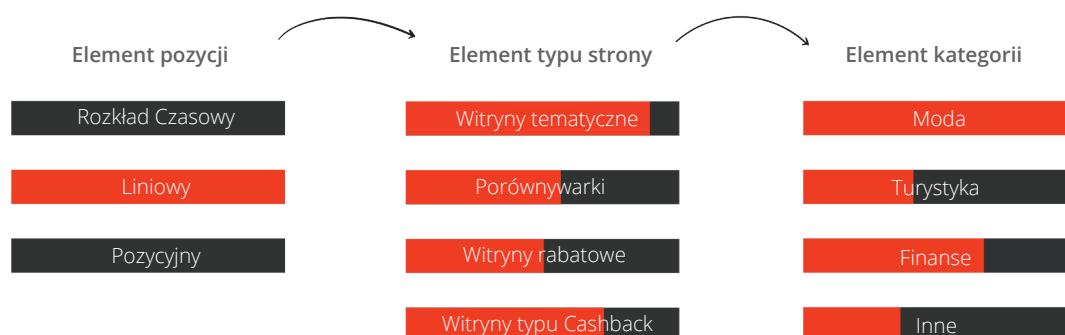 Element pozycji
Rozkład Czasowy
Liniowy
Pozycyjny
Element typu strony
Witryny tematyczne
Porównywarki
Witryny rabatowe
Witryny typu Cashback
Element kategorii
Moda
Turystyka
Finanse
Inne